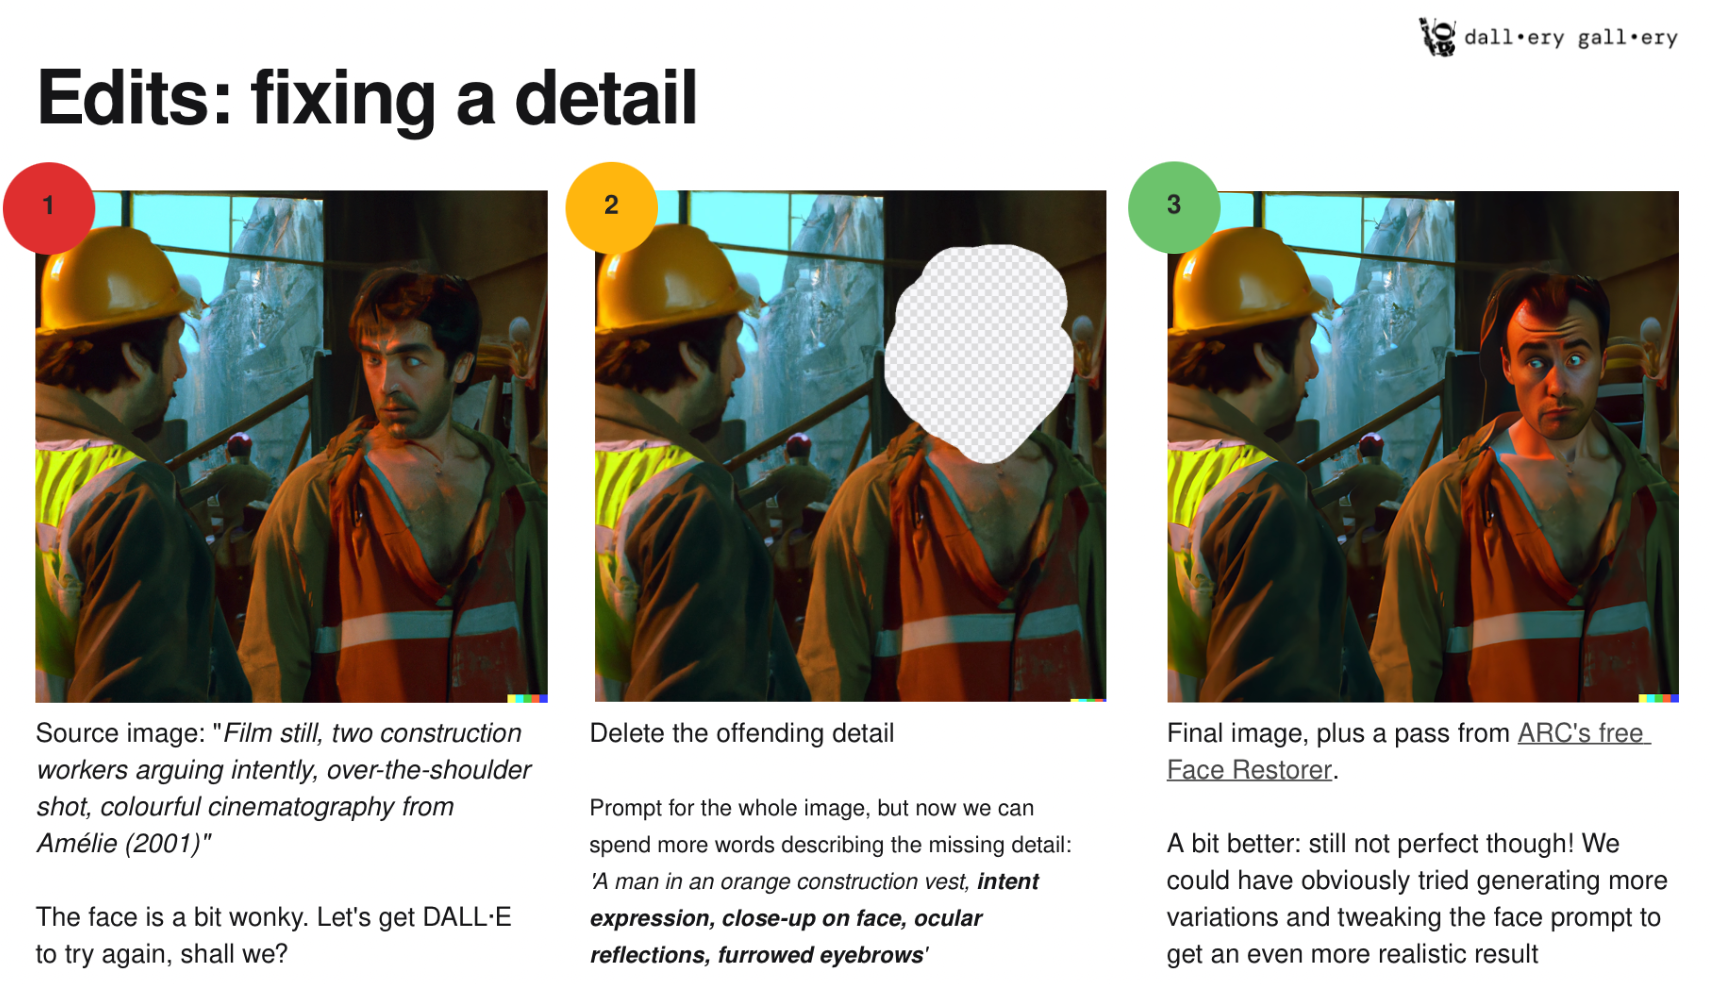 dall•ery gall•ery
Edits: fixing a detail
1
2
3
Source image: "Film still, two construction
workers arguing intently, over-the-shoulder
shot, colourful cinematography from
Amélie (2001)"
The face is a bit wonky. Let's get DALL·E
to try again, shall we?
Delete the offending detail
Prompt for the whole image, but now we can
spend more words describing the missing detail:
'A man in an orange construction vest, intent
expression, close-up on face, ocular
reflections, furrowed eyebrows'
Final image, plus a pass from ARC's free
Face Restorer.
A bit better: still not perfect though! We
could have obviously tried generating more
variations and tweaking the face prompt to
get an even more realistic result